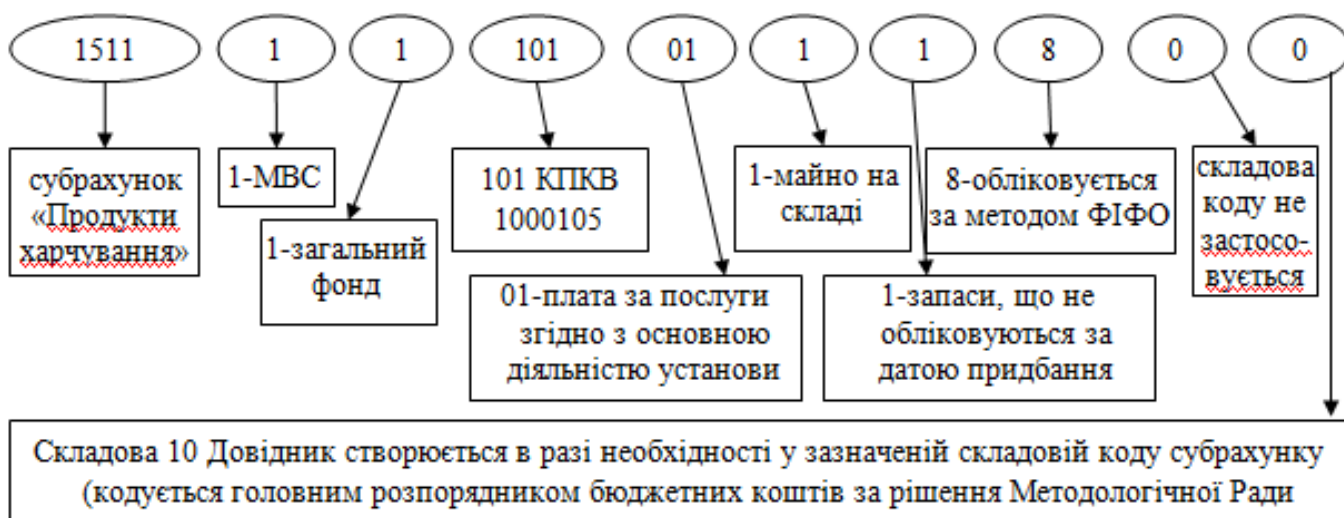 1511 1 1 101 01 1 1 8 0 0
субрахунок
«Продукти
харчування»
1-МВС
1-загальний
фонд
101 КПКВ
1000105
01-плата за послуги
згідно з основною
діяльністю установи
1-майно на
складі
1-запаси, що не
обліковуються за
датою придбання
8-обліковується
за методом ФІФО
складова
коду не
застосо-
вується
Складова 10 Довідник створюється в разі необхідності у зазначеній складовій коду субрахунку
(кодується головним розпорядником бюджетних коштів за рішення Методологічної Ради